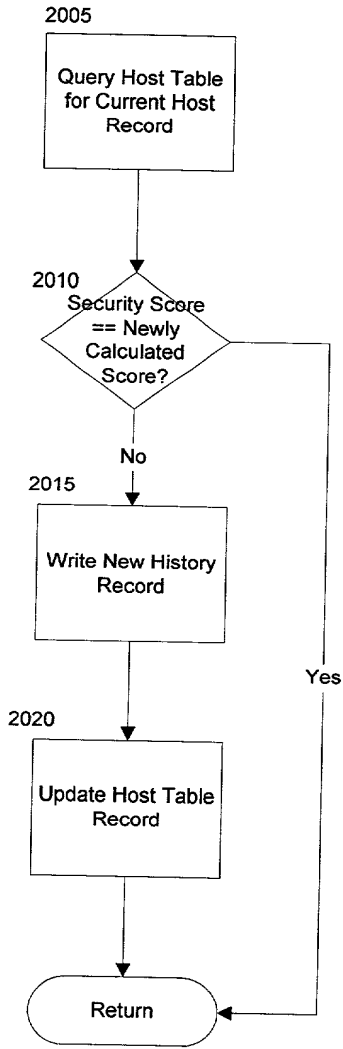 2005
Query Host Table
for Current Host
Record
2010
Security Score
== Newly
Calculated
Score?
No
2015
Write New History
Record
Yes
2020
Update Host Table
Record
Return